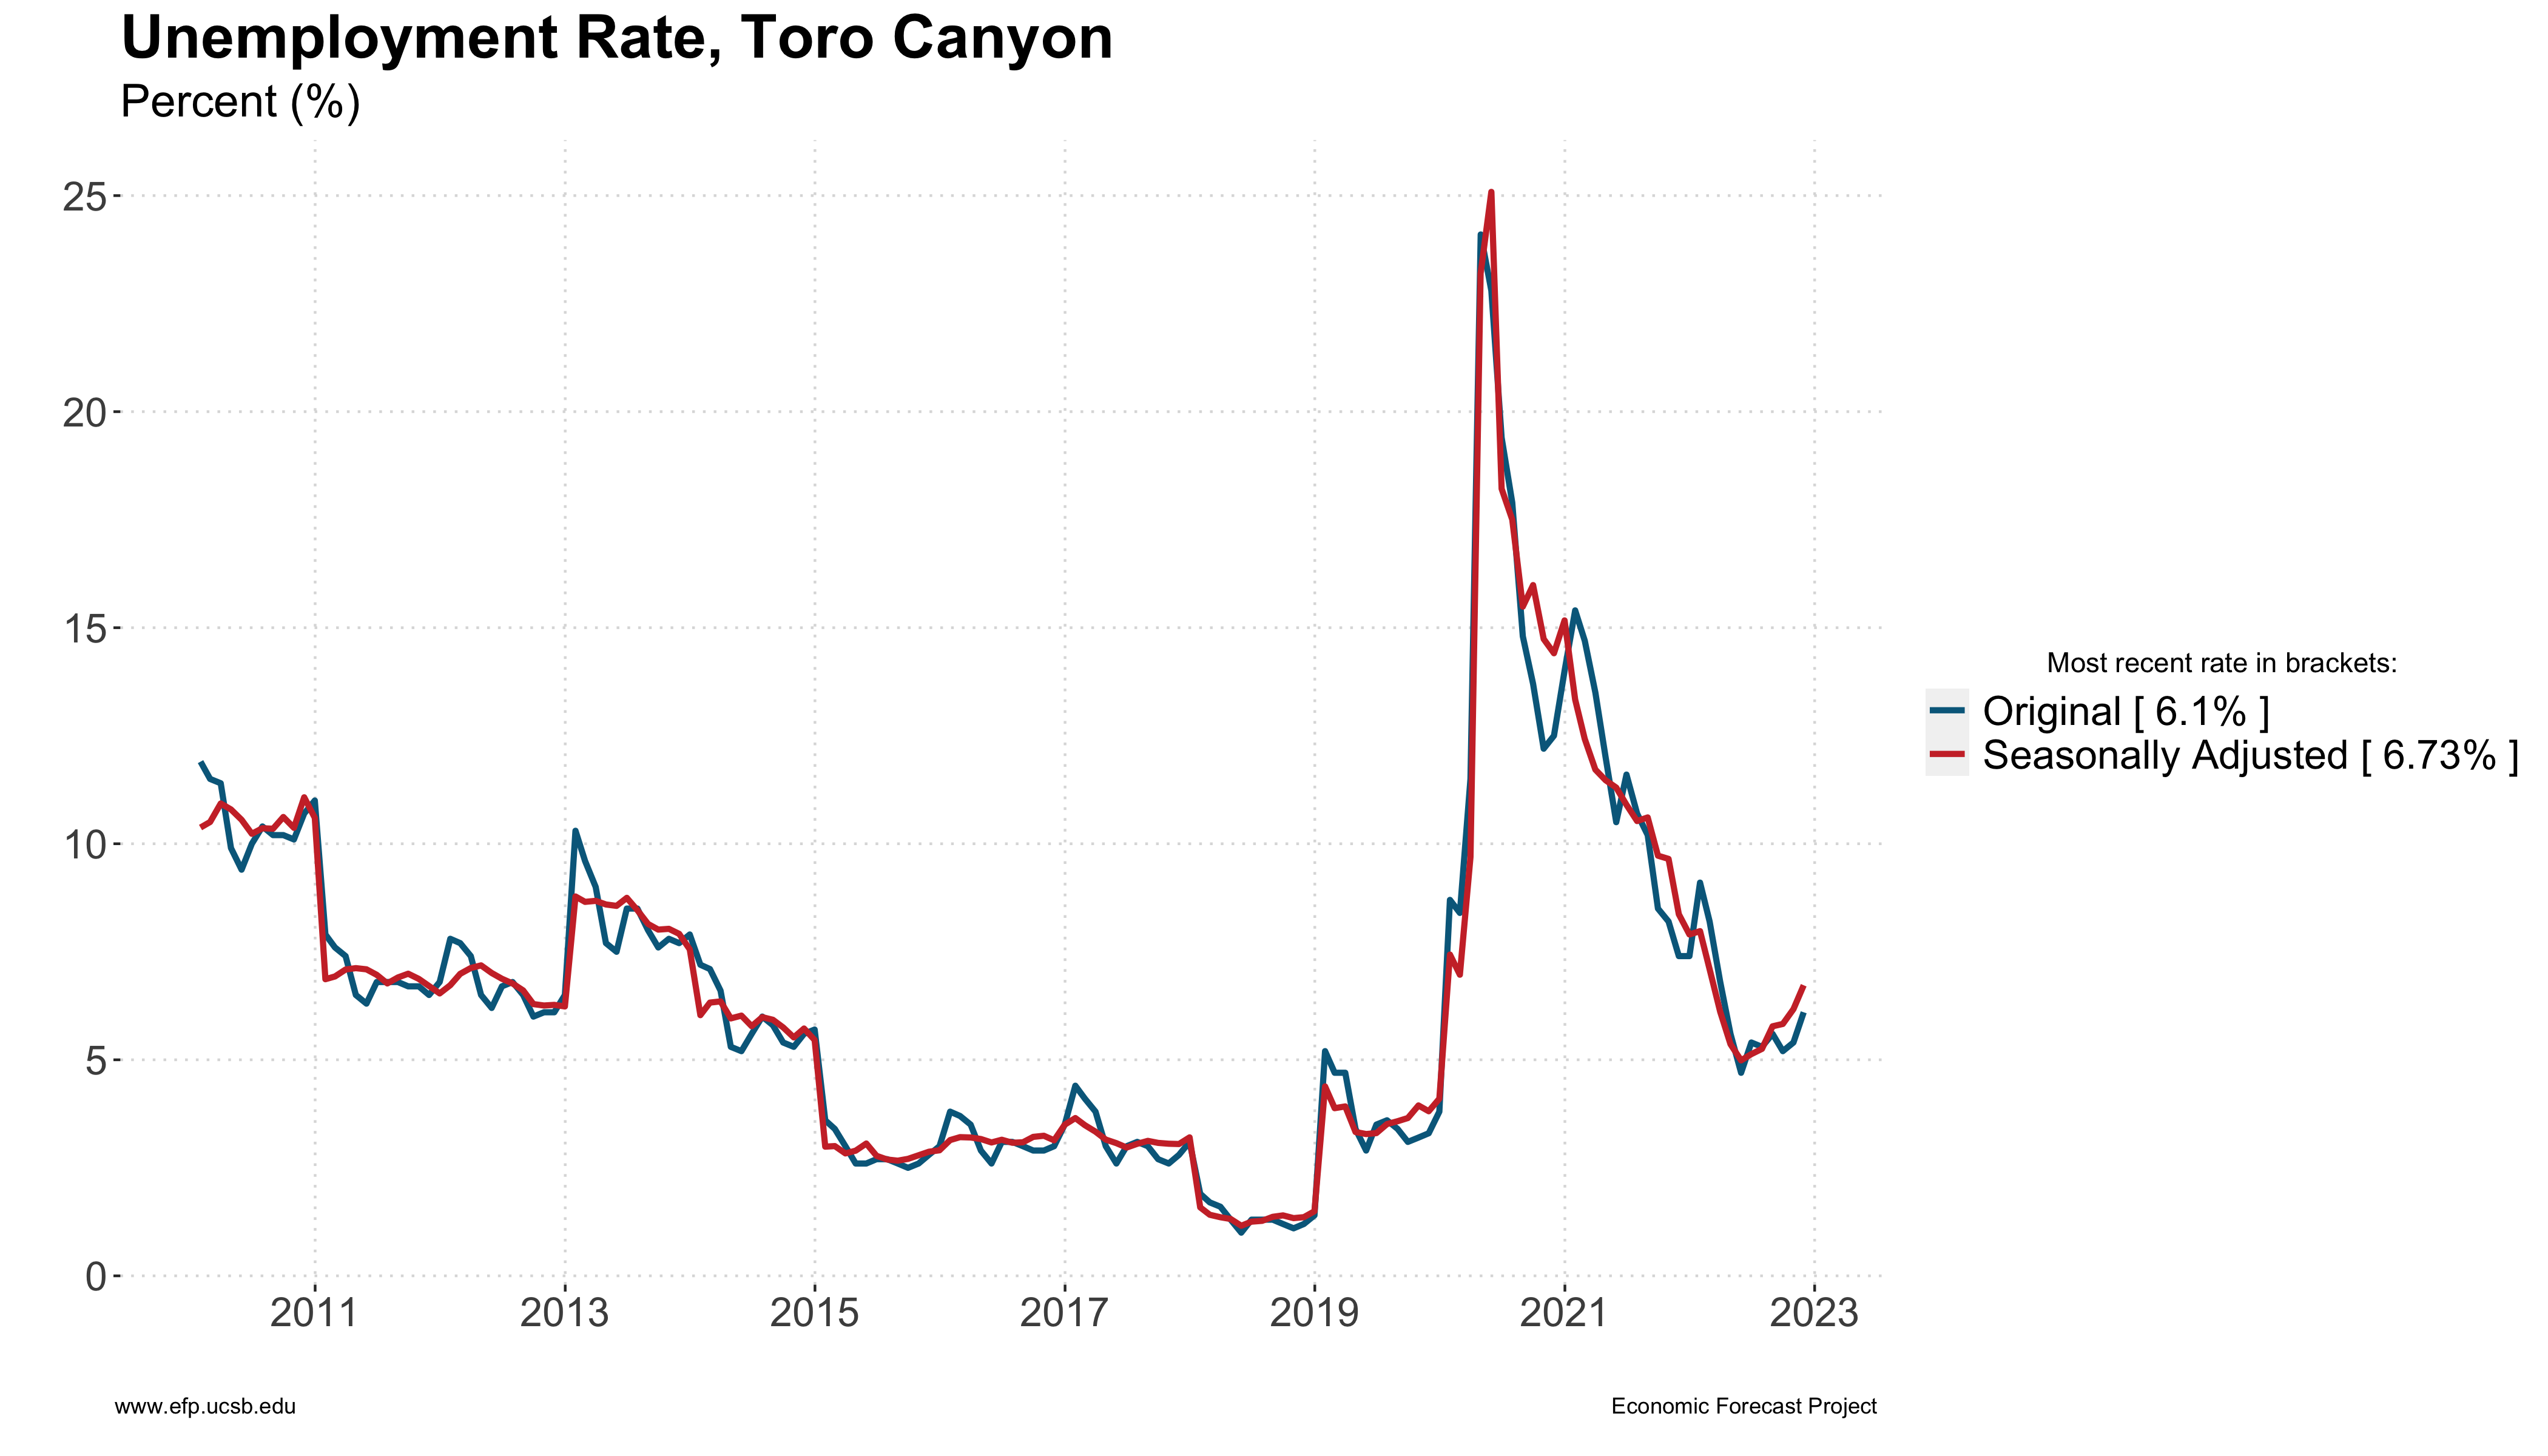 Unemployment Rate, Toro Canyon
Percent (%)
25
20
15
10
5
0
2011 2013 2015 2017 2019 2021 2023
Most recent rate in brackets:
Original [ 6.1% ]
Seasonally Adjusted [ 6.73% ]
www.efp.ucsb.edu
Economic Forecast Project